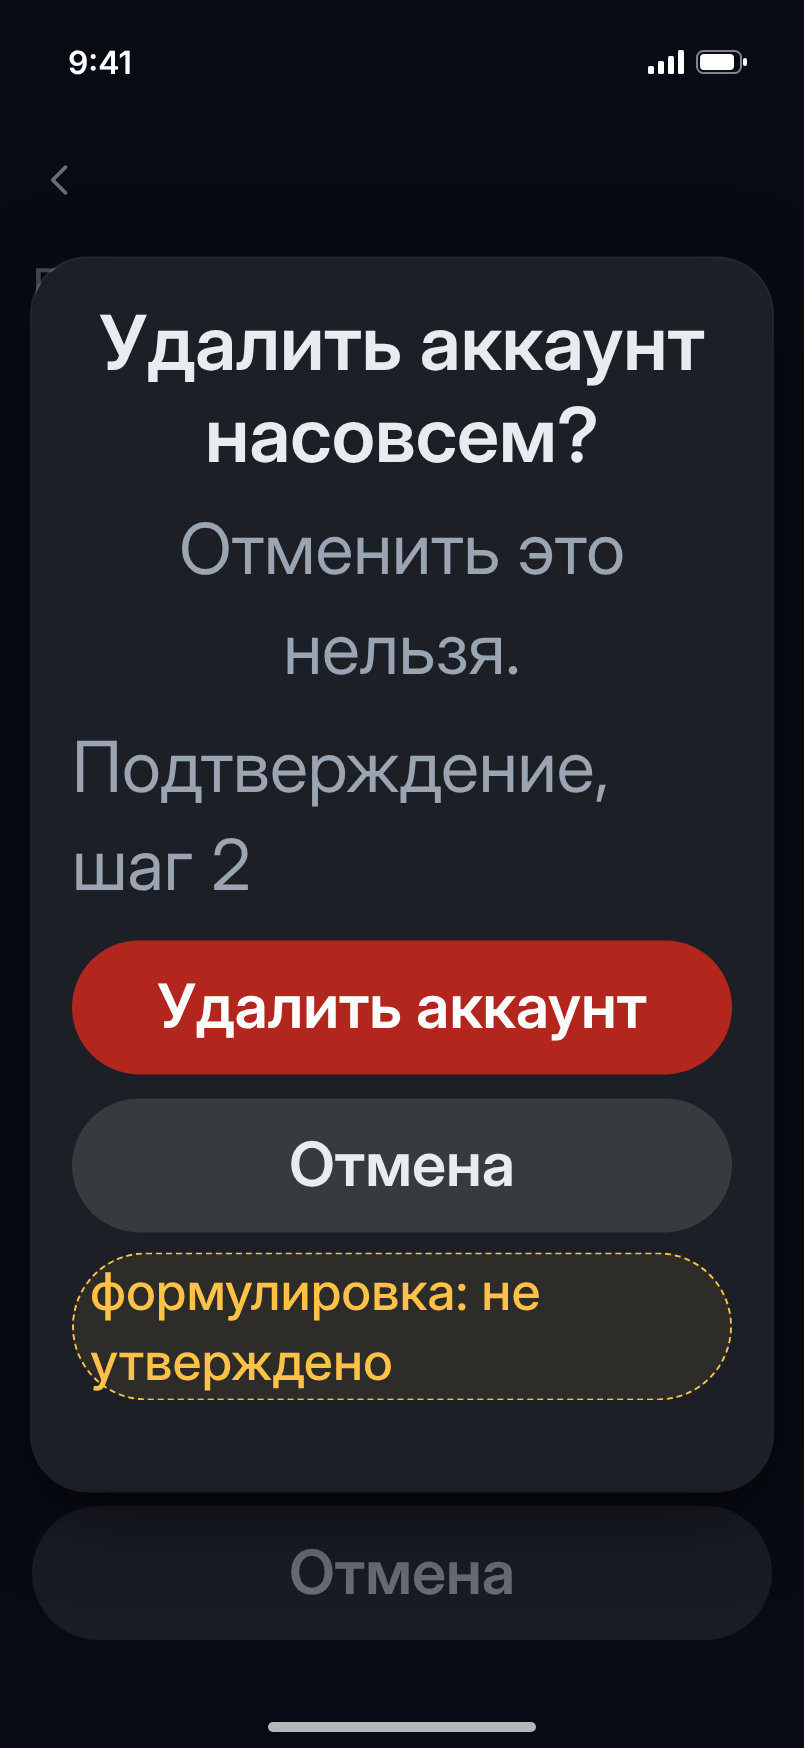 9:41
Удалить аккаунт
насовсем?
Отменить это
нельзя.
Подтверждение,
шаг 2
Удалить аккаунт
Отмена
формулировка: не
утверждено
Отмена